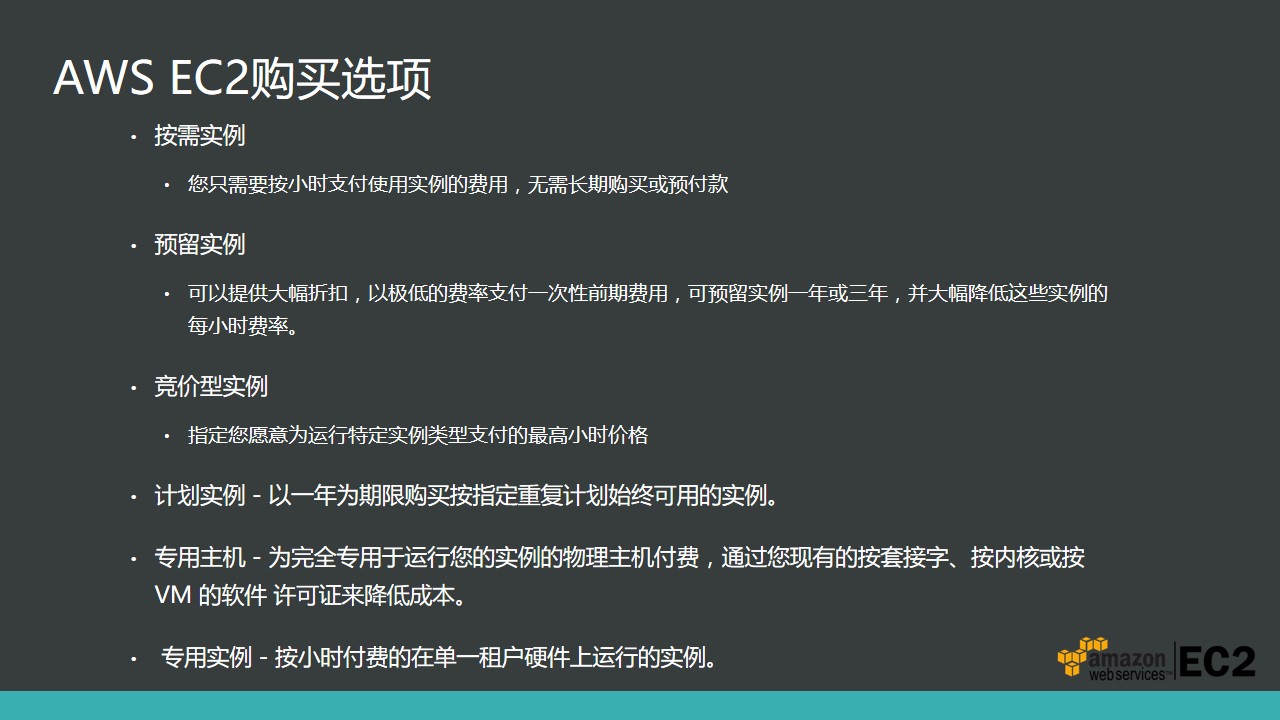 AWS EC2购买选项
• 按需实例
• 您只需要按小时支付使用实例的费用，无需长期购买或预付款
• 预留实例
• 可以提供大幅折扣，以极低的费率支付一次性前期费用，可预留实例一年或三年，并大幅降低这些实例的
每小时费率。
• 竞价型实例
• 指定您愿意为运行特定实例类型支付的最高小时价格
• 计划实例 - 以一年为期限购买按指定重复计划始终可用的实例。
• 专用主机 - 为完全专用于运行您的实例的物理主机付费，通过您现有的按套接字、按内核或按
VM 的软件 许可证来降低成本。
• 专用实例 - 按小时付费的在单一租户硬件上运行的实例。
amazon
webservices™
EC2